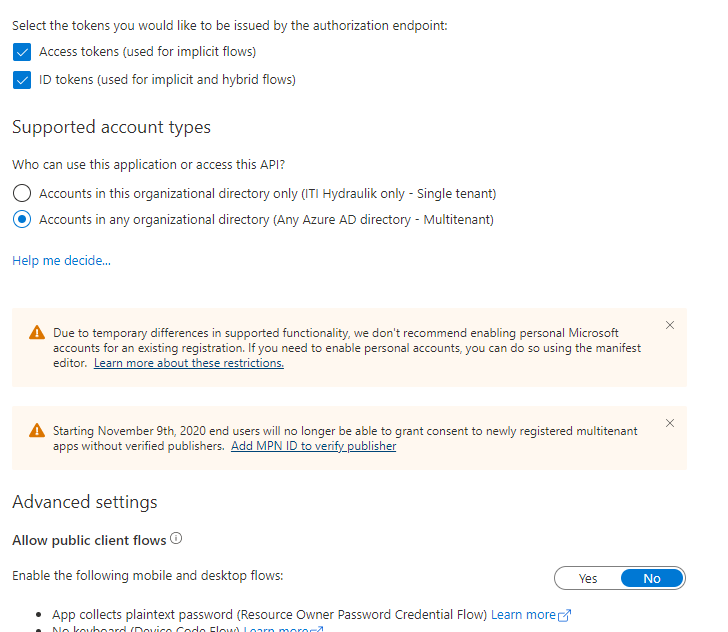 Select the tokens you would like to be issued by the authorization endpoint:
Access tokens (used for implicit flows)
ID tokens (used for implicit and hybrid flows)
Supported account types
Who can use this application or access this API?
Accounts in this organizational directory only (ITI Hydraulik only - Single tenant)
Accounts in any organizational directory (Any Azure AD directory - Multitenant)
Help me decide...
Due to temporary differences in supported functionality, we don't recommend enabling personal Microsoft
accounts for an existing registration. If you need to enable personal accounts, you can do so using the manifest
editor. Learn more about these restrictions.
Starting November 9th, 2020 end users will no longer be able to grant consent to newly registered multitenant
apps without verified publishers. Add MPN ID to verify publisher
Advanced settings
Allow public client flows
Enable the following mobile and desktop flows:
Yes No
• App collects plaintext password (Resource Owner Password Credential Flow) Learn more
• No keyboard (Device Code Flow) Learn more